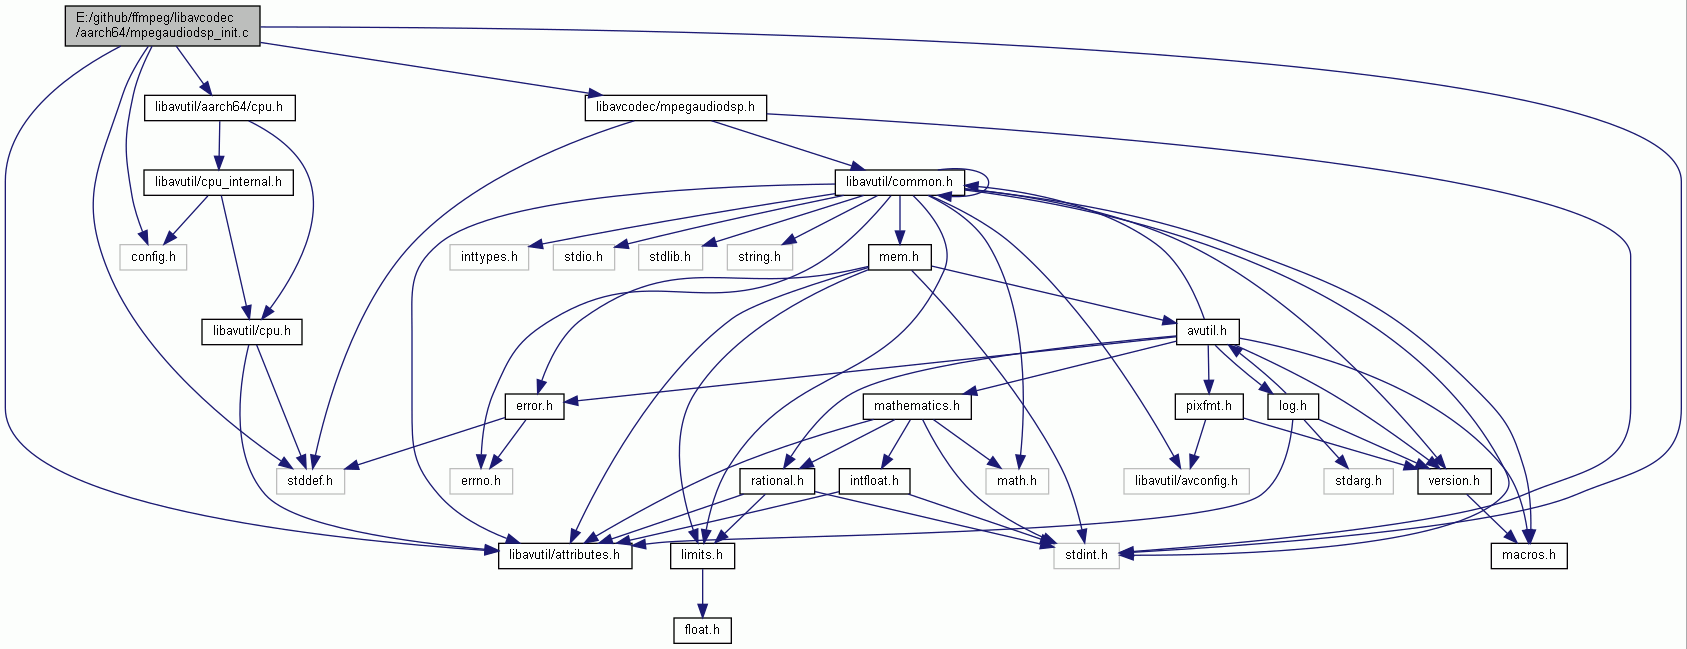 E:/github/ffmpeg/libavcodec
/aarch64/mpegaudiodsp_init.c
libavutil/aarch64/cpu.h
libavcodec/mpegaudiodsp.h
libavutil/cpu_internal.h
libavutil/common.h
config.h
inttypes.h
stdio.h
stdlib.h
string.h
mem.h
libavutil/cpu.h
avutil.h
error.h
mathematics.h
pixfmt.h
log.h
stddef.h
errno.h
rational.h
intfloat.h
math.h
libavutil/avconfig.h
stdarg.h
version.h
libavutil/attributes.h
limits.h
stdint.h
macros.h
float.h